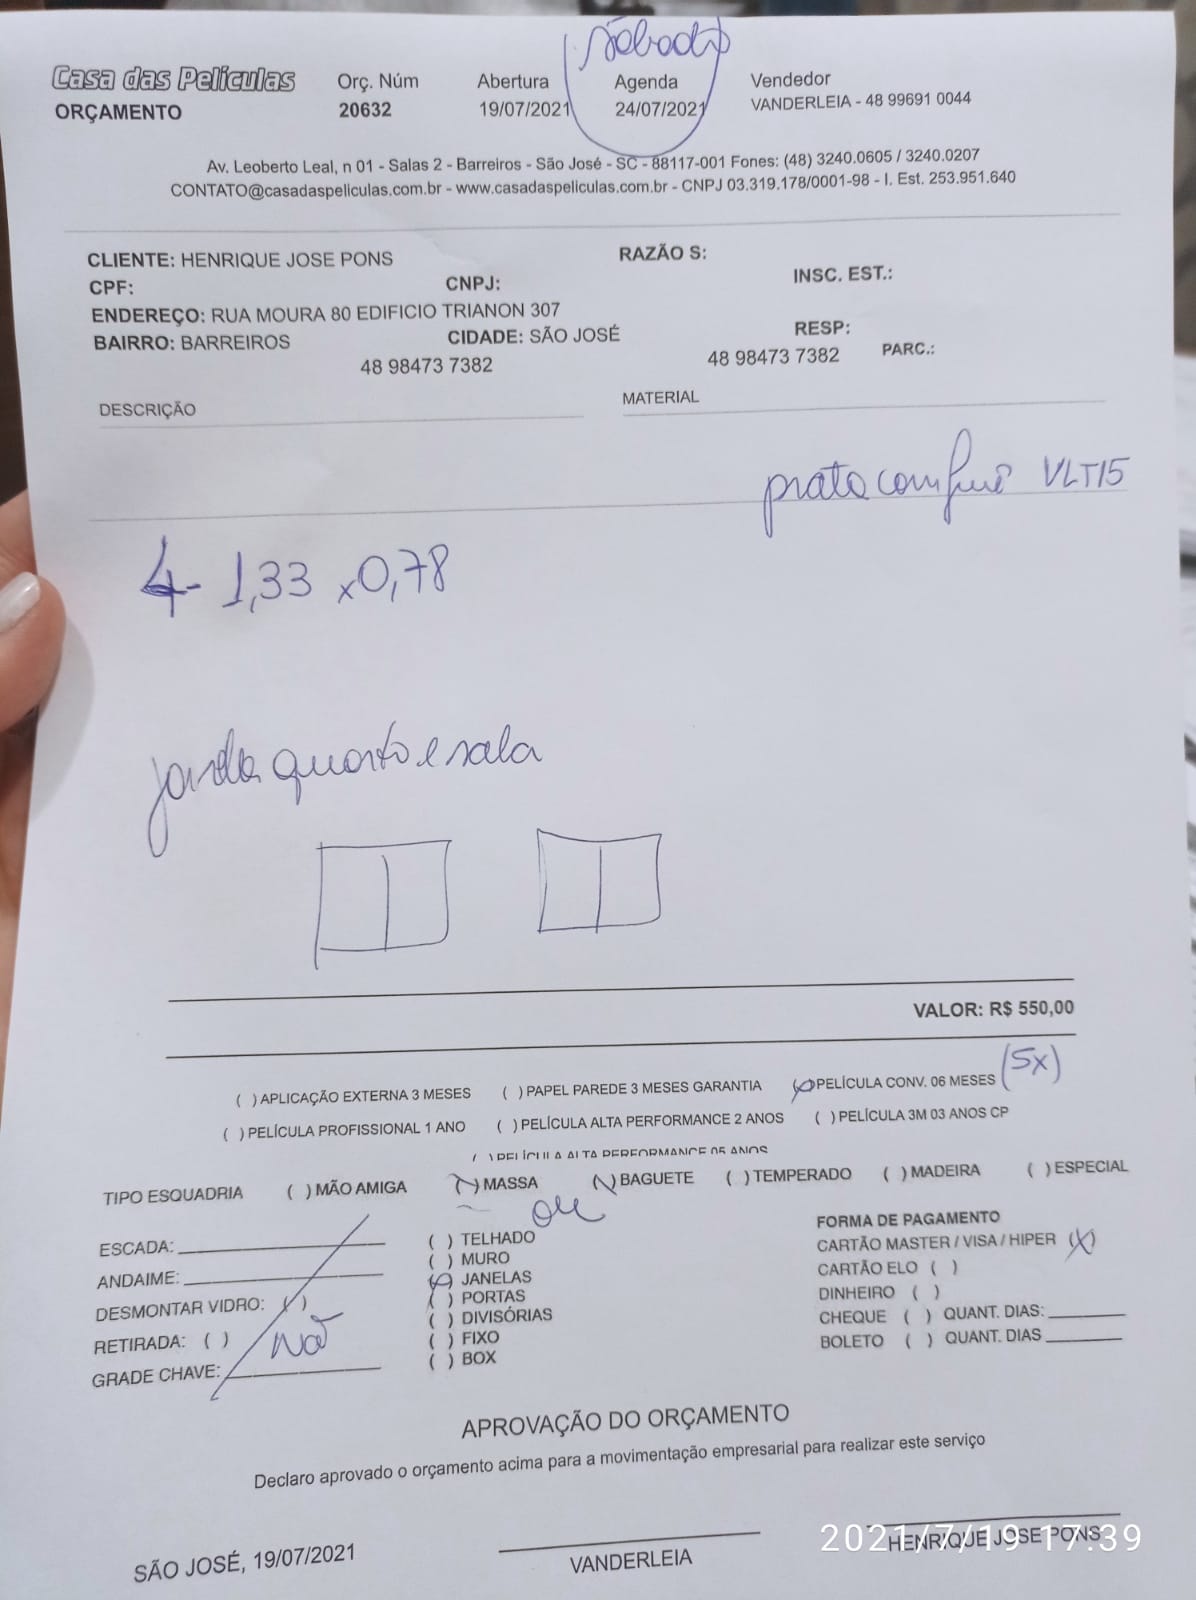 sábado
Casa das Películas
ORÇAMENTO
Orç. Núm
20632
Abertura
19/07/2021
Agenda
24/07/2021
Vendedor
VANDERLEIA - 48 99691 0044
Av. Leoberto Leal, n 01 - Salas 2 - Barreiros - São José - SC - 88117-001 Fones: (48) 3240.0605 / 3240.0207
CONTATO@casadaspeliculas.com.br - www.casadaspeliculas.com.br - CNPJ 03.319.178/0001-98 - I. Est. 253.951.640
CLIENTE: HENRIQUE JOSE PONS RAZÃO S:
CPF: CNPJ: INSC. EST.:
ENDEREÇO: RUA MOURA 80 EDIFICIO TRIANON 307
BAIRRO: BARREIROS CIDADE: SÃO JOSÉ RESP:
48 98473 7382 48 98473 7382 PARC.:
DESCRIÇÃO MATERIAL
prata com fumê VLT15
4- 1,33 x 0,78
janela quarto e sala
VALOR: R$ 550,00
( ) APLICAÇÃO EXTERNA 3 MESES ( ) PAPEL PAREDE 3 MESES GARANTIA (X) PELÍCULA CONV. 06 MESES (5x)
( ) PELÍCULA PROFISSIONAL 1 ANO ( ) PELÍCULA ALTA PERFORMANCE 2 ANOS ( ) PELÍCULA 3M 03 ANOS CP
( ) PELÍCULA ALTA PERFORMANCE 05 ANOS
TIPO ESQUADRIA ( ) MÃO AMIGA (\) MASSA (\) BAGUETE ( ) TEMPERADO ( ) MADEIRA ( ) ESPECIAL
ou
ESCADA:
ANDAIME:
DESMONTAR VIDRO: ( )
RETIRADA: ( )
GRADE CHAVE:
Não
( ) TELHADO
( ) MURO
(X) JANELAS
( ) PORTAS
( ) DIVISÓRIAS
( ) FIXO
( ) BOX
FORMA DE PAGAMENTO
CARTÃO MASTER / VISA / HIPER (X)
CARTÃO ELO ( )
DINHEIRO ( )
CHEQUE ( ) QUANT. DIAS:
BOLETO ( ) QUANT. DIAS
APROVAÇÃO DO ORÇAMENTO
Declaro aprovado o orçamento acima para a movimentação empresarial para realizar este serviço
SÃO JOSÉ, 19/07/2021
VANDERLEIA
HENRIQUE JOSE PONS
2021/7/19 17:39